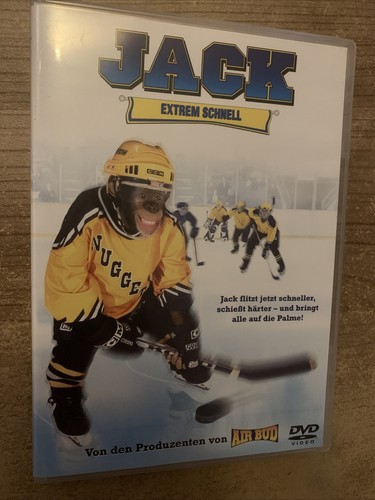 JACK
EXTREM SCHNELL
NUGGE
Jack flitzt jetzt schneller,
schießt härter – und bringt
alle auf die Palme!
Von den Produzenten von AIR BUD
DVD
VIDEO